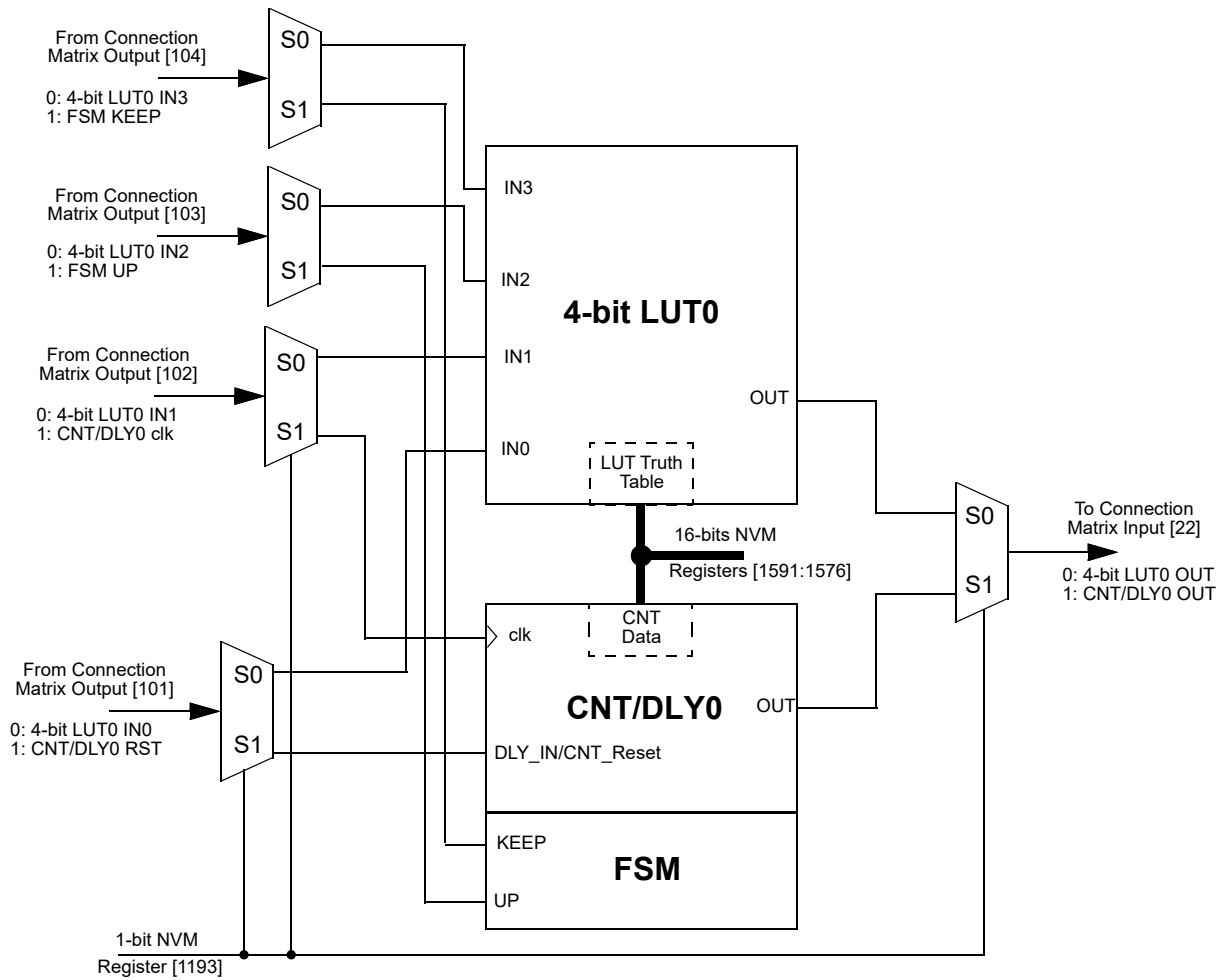 From Connection
Matrix Output [104]
0: 4-bit LUT0 IN3
1: FSM KEEP
S0
S1
From Connection
Matrix Output [103]
0: 4-bit LUT0 IN2
1: FSM UP
S0
S1
From Connection
Matrix Output [102]
0: 4-bit LUT0 IN1
1: CNT/DLY0 clk
S0
S1
From Connection
Matrix Output [101]
0: 4-bit LUT0 IN0
1: CNT/DLY0 RST
S0
S1
IN3
IN2
IN1
IN0
4-bit LUT0
OUT
LUT Truth
Table
16-bits NVM
Registers [1591:1576]
CNT
Data
clk
CNT/DLY0
OUT
DLY_IN/CNT_Reset
KEEP
UP
FSM
S0
S1
To Connection
Matrix Input [22]
0: 4-bit LUT0 OUT
1: CNT/DLY0 OUT
1-bit NVM
Register [1193]